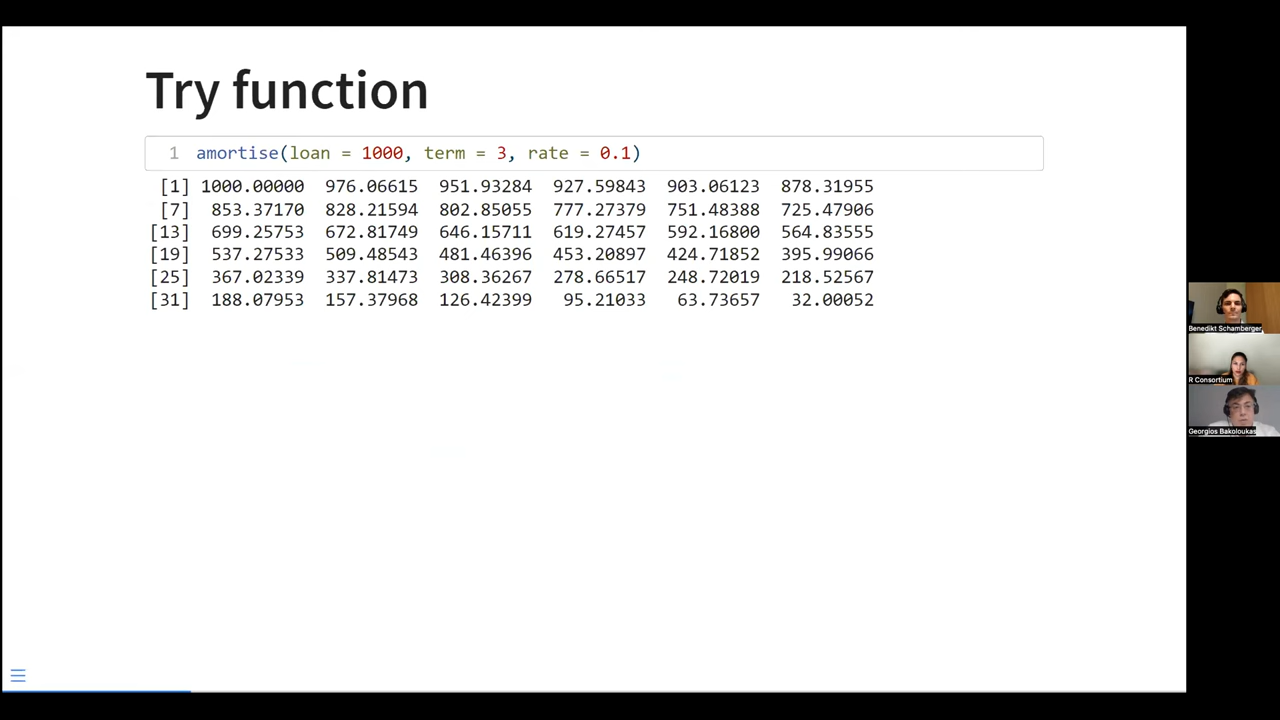 Try function
1 amortise(loan = 1000, term = 3, rate = 0.1)
[1] 1000.00000 976.06615 951.93284 927.59843 903.06123 878.31955
[7] 853.37170 828.21594 802.85055 777.27379 751.48388 725.47906
[13] 699.25753 672.81749 646.15711 619.27457 592.16800 564.83555
[19] 537.27533 509.48543 481.46396 453.20897 424.71852 395.99066
[25] 367.02339 337.81473 308.36267 278.66517 248.72019 218.52567
[31] 188.07953 157.37968 126.42399 95.21033 63.73657 32.00052
Benedikt Schamberger
R Consortium
Georgios Bakoloukas